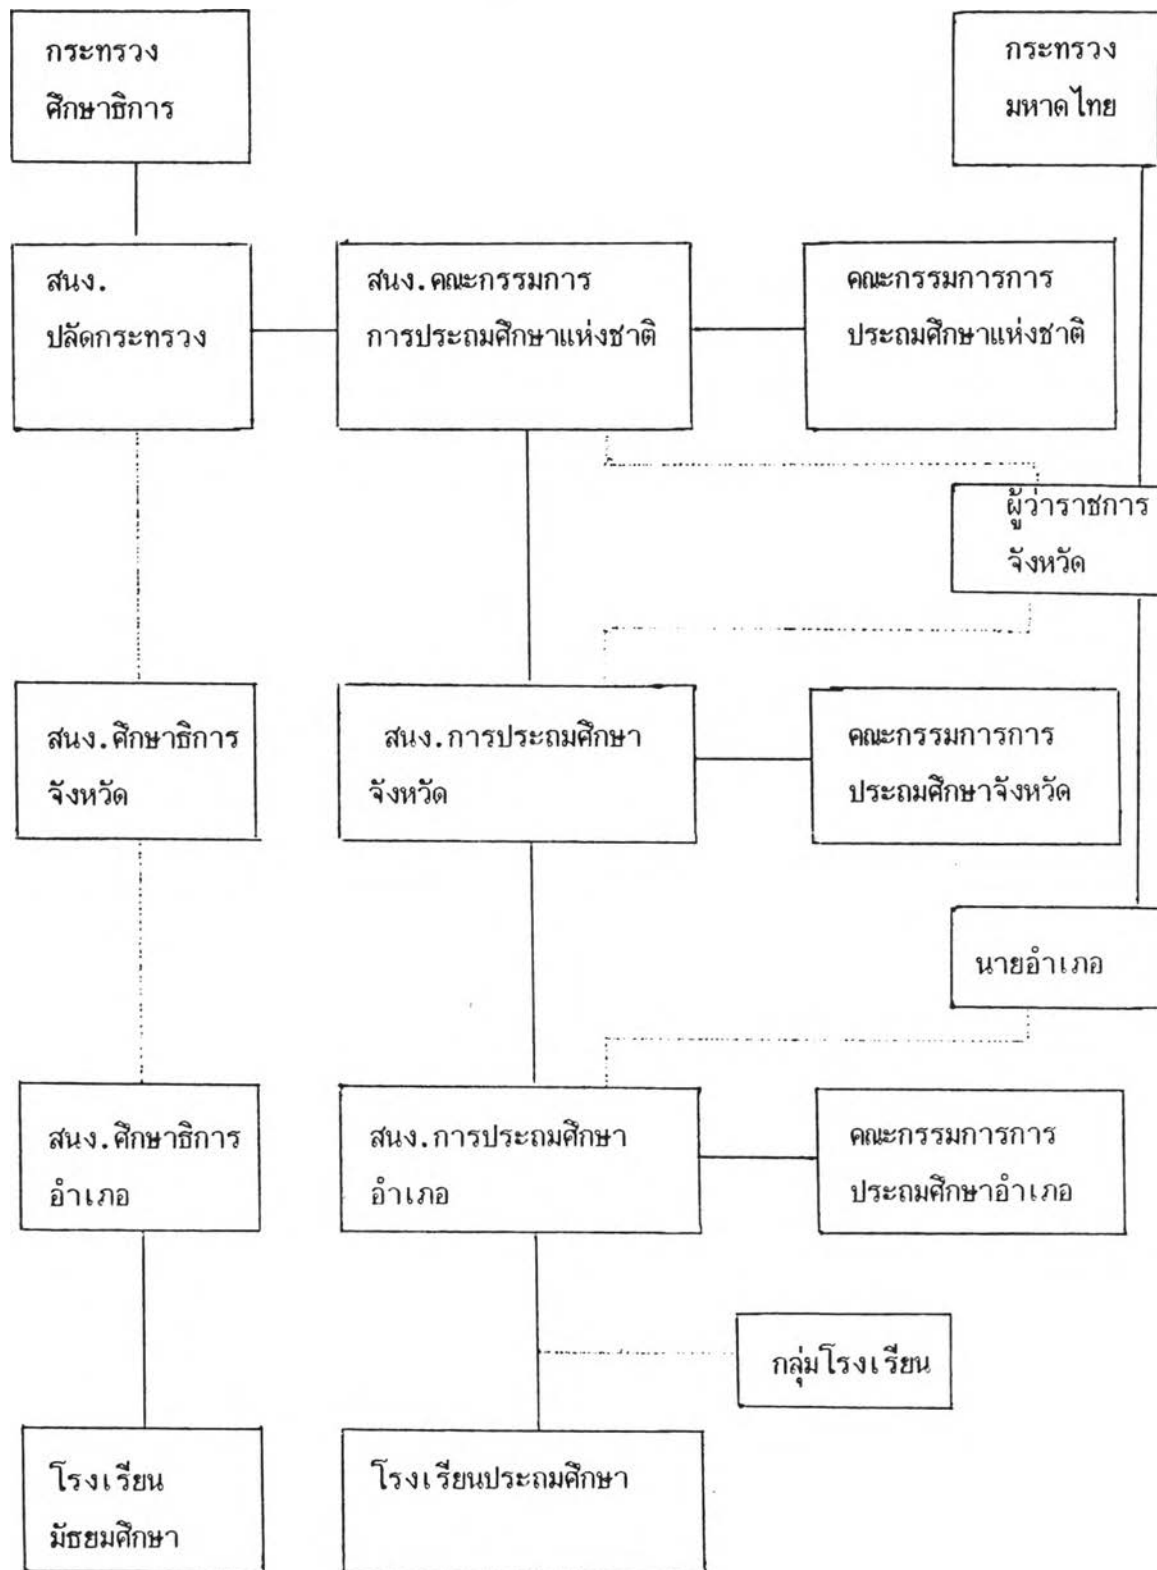 กระทรวง
ศึกษาธิการ
กระทรวง
มหาดไทย
สนง.
ปลัดกระทรวง
สนง.คณะกรรมการ
การประถมศึกษาแห่งชาติ
คณะกรรมการการ
ประถมศึกษาแห่งชาติ
ผู้ว่าราชการ
จังหวัด
สนง.ศึกษาธิการ
จังหวัด
สนง.การประถมศึกษา
จังหวัด
คณะกรรมการการ
ประถมศึกษาจังหวัด
นายอำเภอ
สนง.ศึกษาธิการ
อำเภอ
สนง.การประถมศึกษา
อำเภอ
คณะกรรมการการ
ประถมศึกษาอำเภอ
กลุ่มโรงเรียน
โรงเรียน
มัธยมศึกษา
โรงเรียนประถมศึกษา